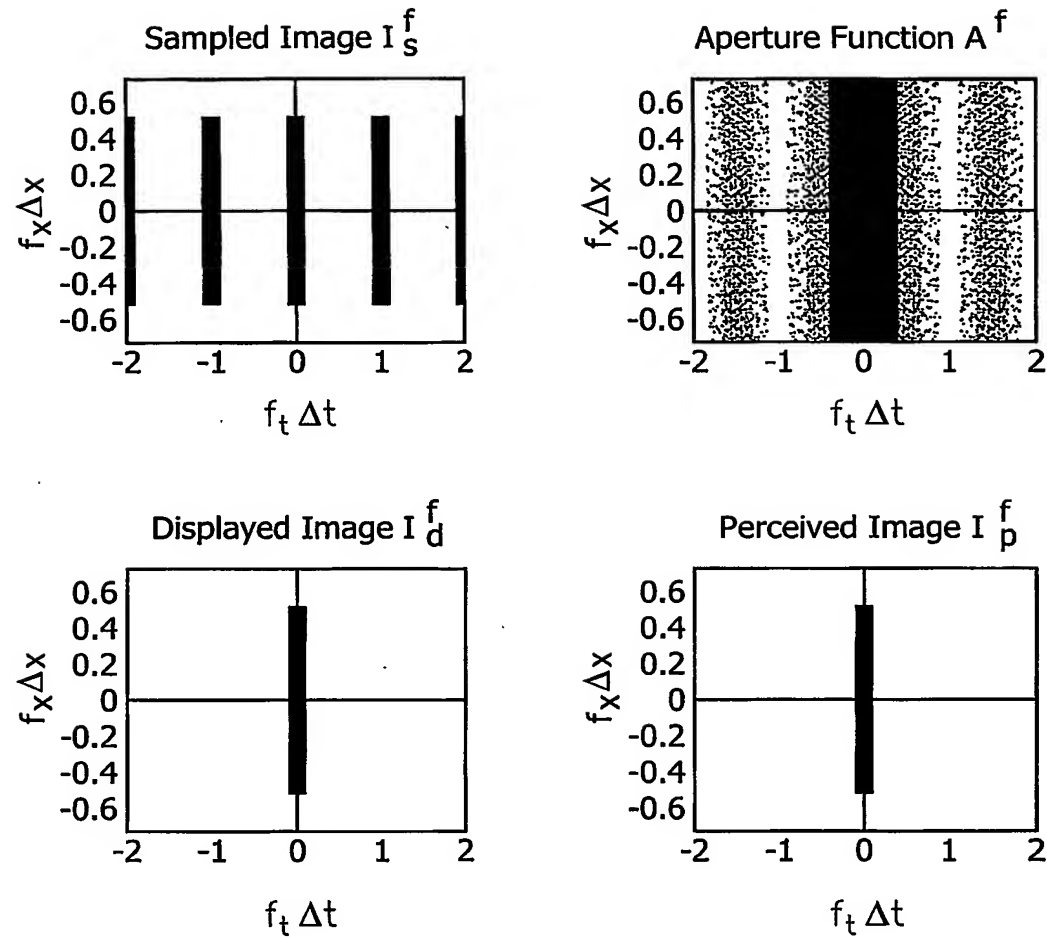 Sampled Image I f s
Aperture Function A f
f x Δx
0.6
0.4
0.2
0
-0.2
-0.4
-0.6
-2 -1 0 1 2
f t Δt
f x Δx
0.6
0.4
0.2
0
-0.2
-0.4
-0.6
-2 -1 0 1 2
f t Δt
Displayed Image I f d
Perceived Image I f p
f x Δx
0.6
0.4
0.2
0
-0.2
-0.4
-0.6
-2 -1 0 1 2
f t Δt
f x Δx
0.6
0.4
0.2
0
-0.2
-0.4
-0.6
-2 -1 0 1 2
f t Δt